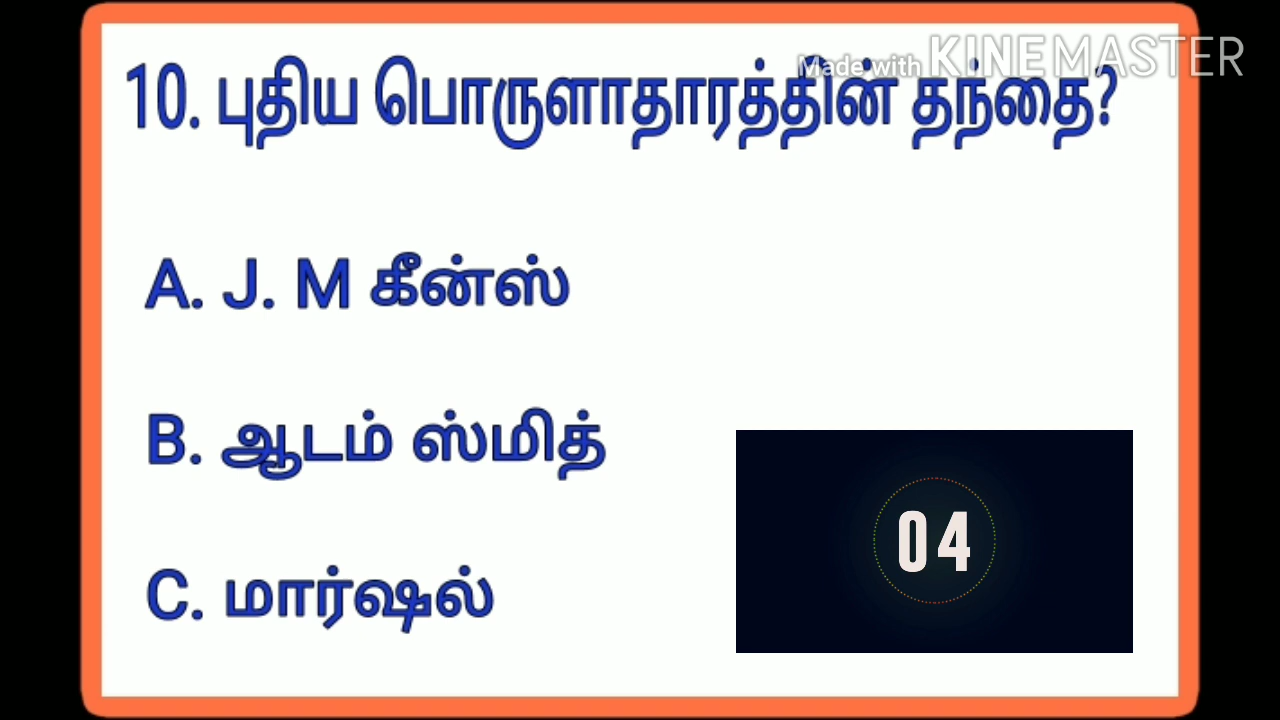 Made with KINEMASTER
10. புதிய பொருளாதாரத்தின் தந்தை?
A. J. M கீன்ஸ்
B. ஆடம் ஸ்மித்
C. மார்ஷல்
04